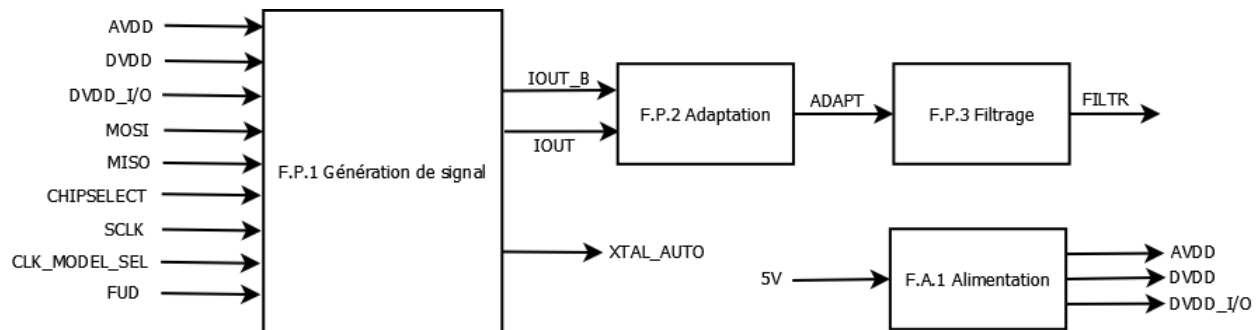 AVDD
DVDD
DVDD_I/O
MOSI
MISO
CHIPSELECT
SCLK
CLK_MODEL_SEL
FUD
F.P.1 Génération de signal
IOUT_B
IOUT
XTAL_AUTO
F.P.2 Adaptation
ADAPT
F.P.3 Filtrage
FILTR
5V
F.A.1 Alimentation
AVDD
DVDD
DVDD_I/O